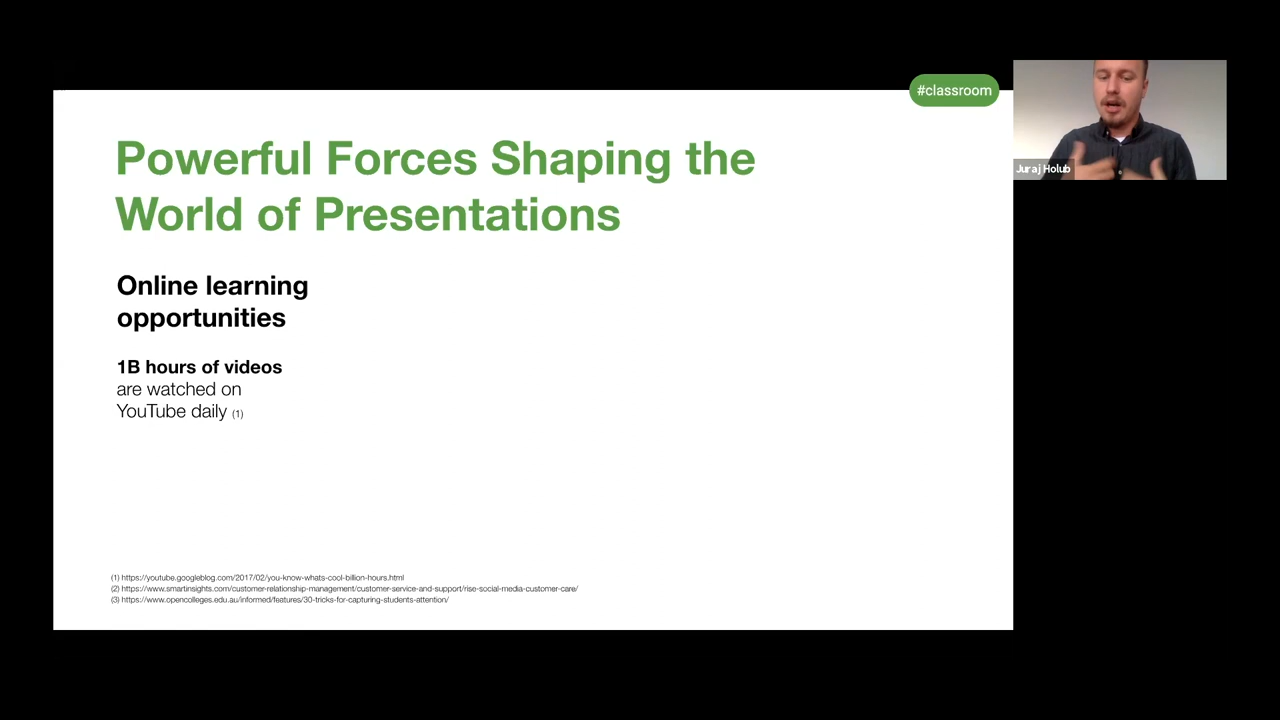 #classroom
Juraj Holub
Powerful Forces Shaping the
World of Presentations
Online learning
opportunities
1B hours of videos
are watched on
YouTube daily (1)
(1) https://youtube.googleblog.com/2017/02/you-know-whats-cool-billion-hours.html
(2) https://www.smartinsights.com/customer-relationship-management/customer-service-and-support/rise-social-media-customer-care/
(3) https://www.opencolleges.edu.au/informed/features/30-tricks-for-capturing-students-attention/